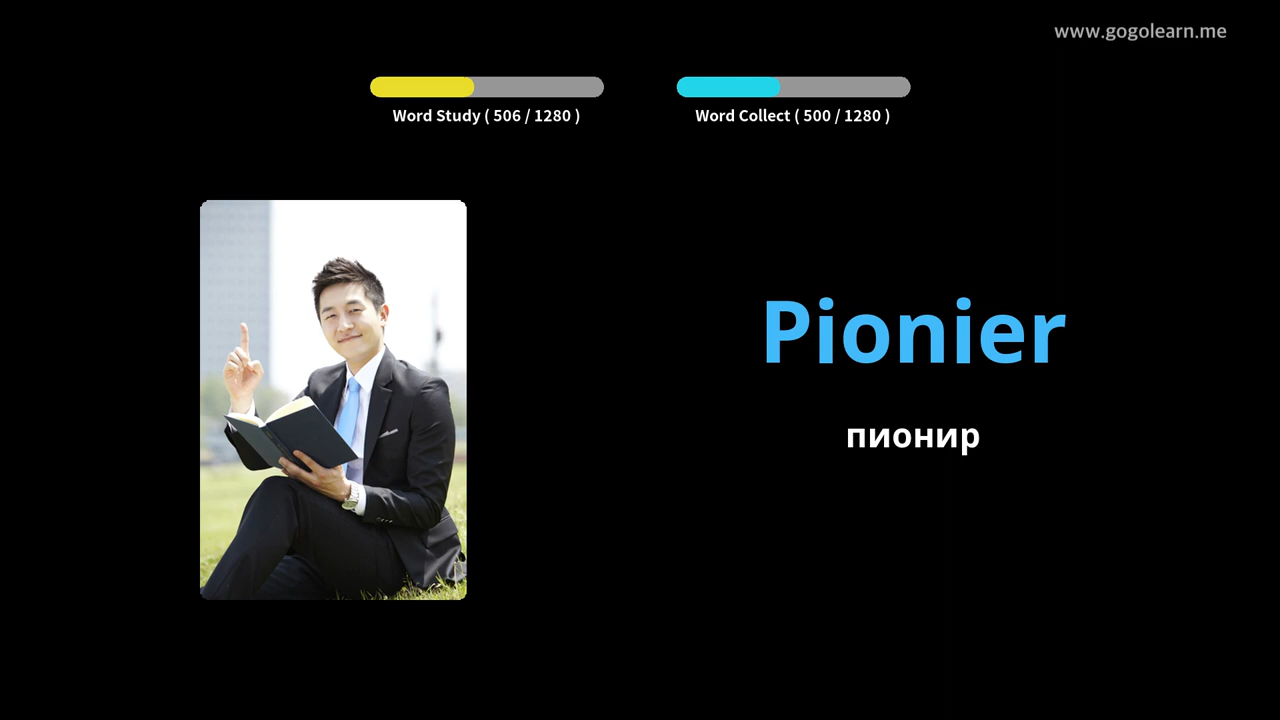 www.gogolearn.me
Word Study ( 506 / 1280 )
Word Collect ( 500 / 1280 )
Pionier
пионир